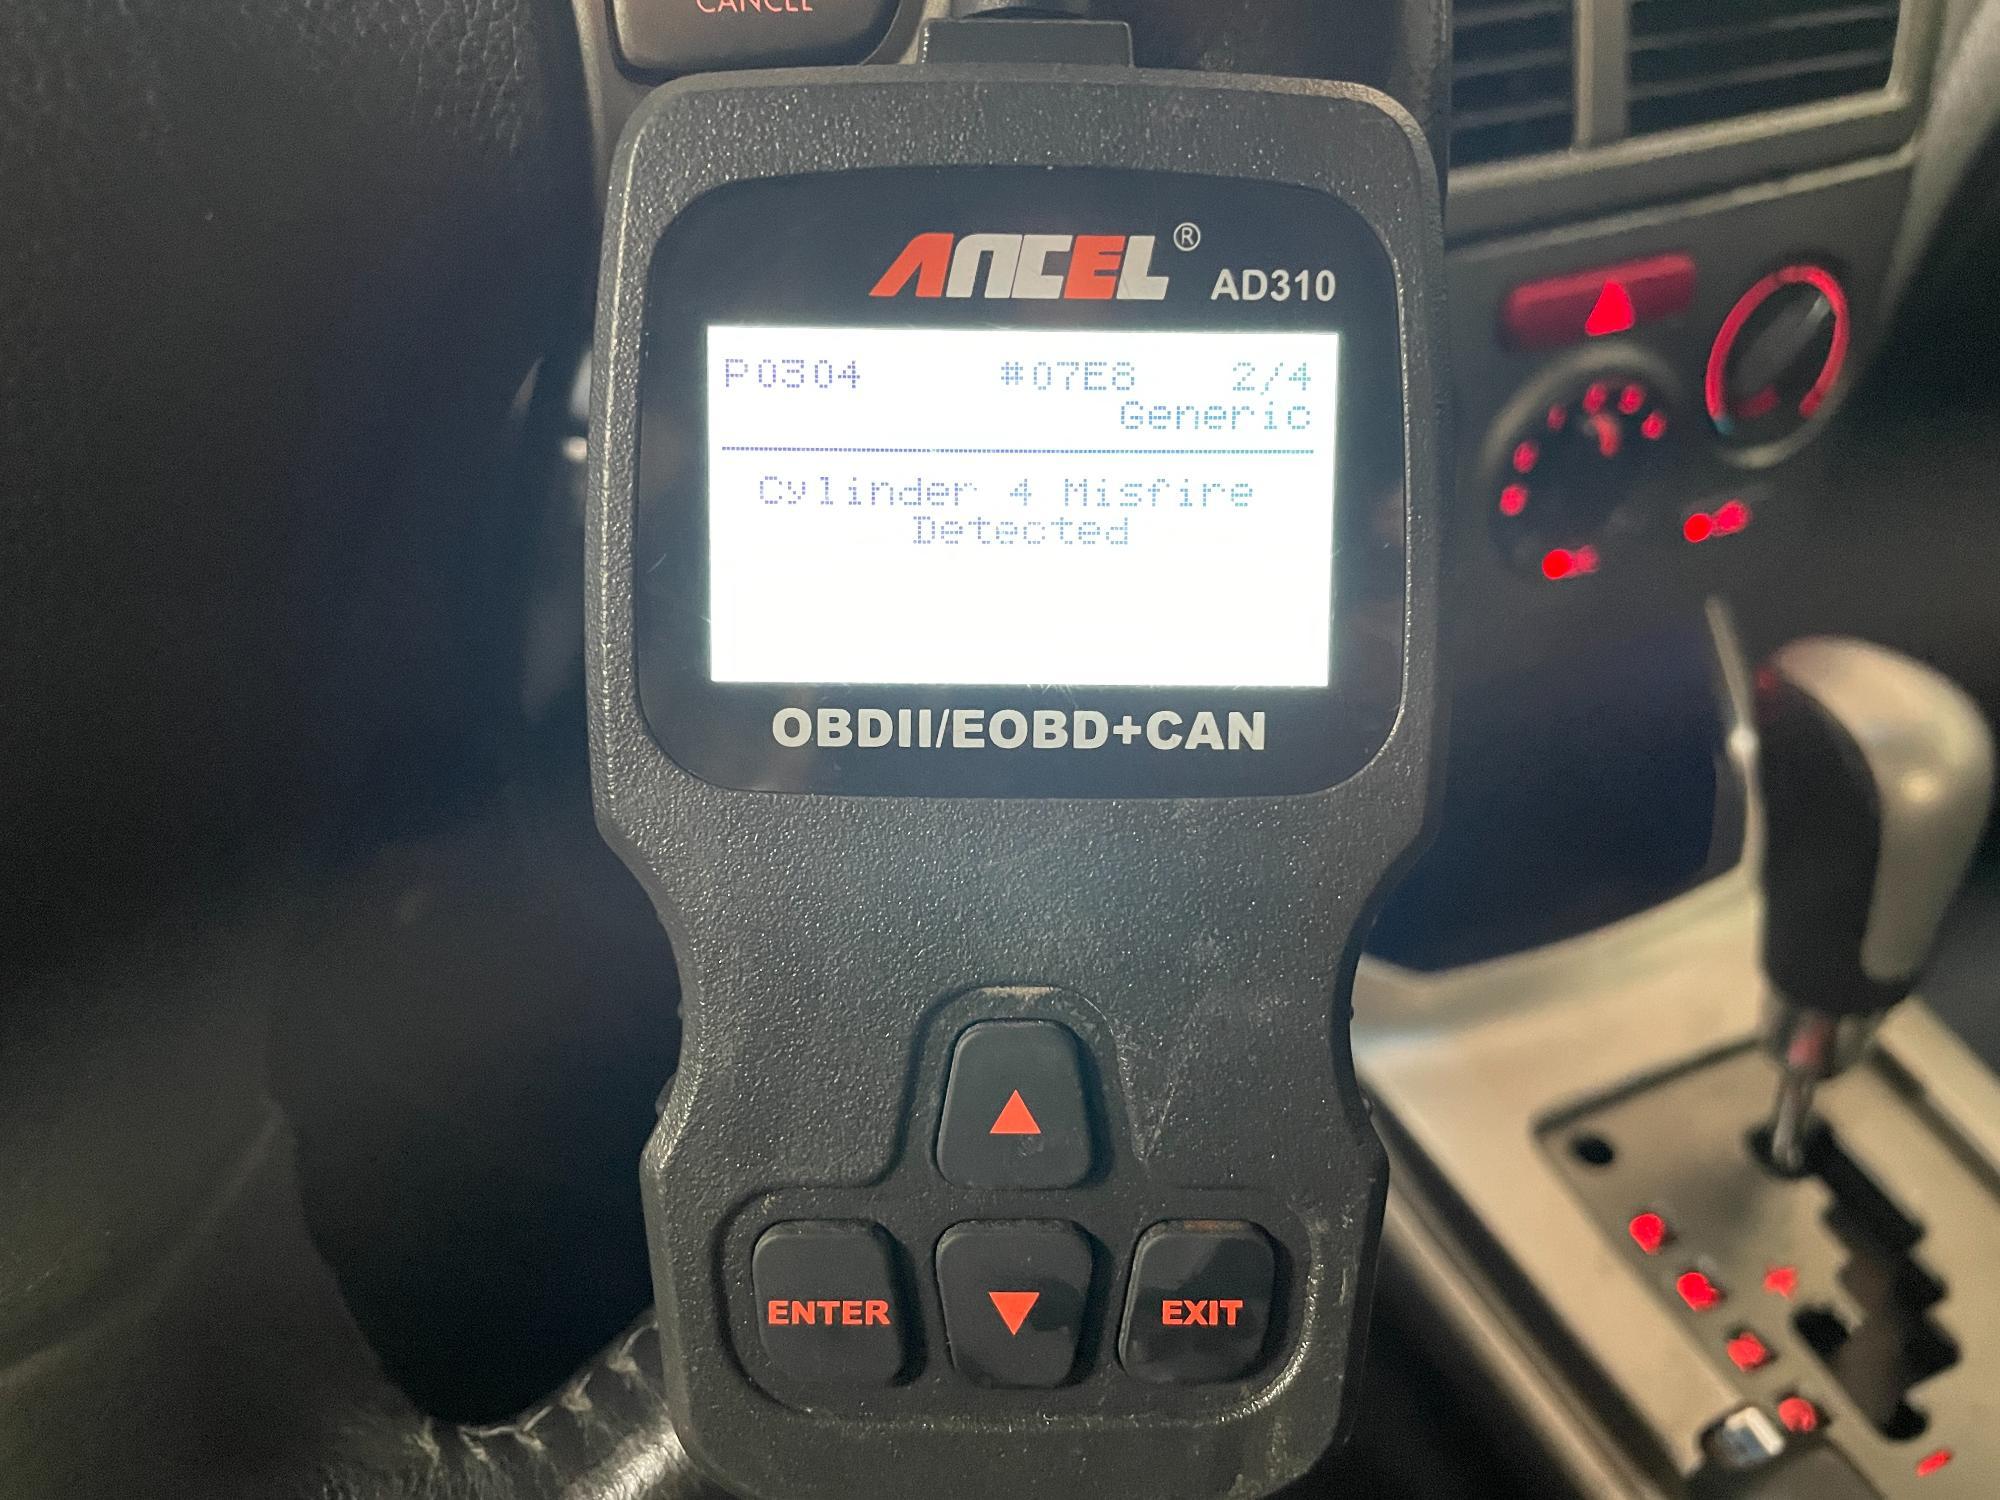 CANCEL
ANCEL® AD310
P0304 #07E8 2/4
Generic
Cylinder 4 Misfire
Detected
OBDII/EOBD+CAN
ENTER
EXIT